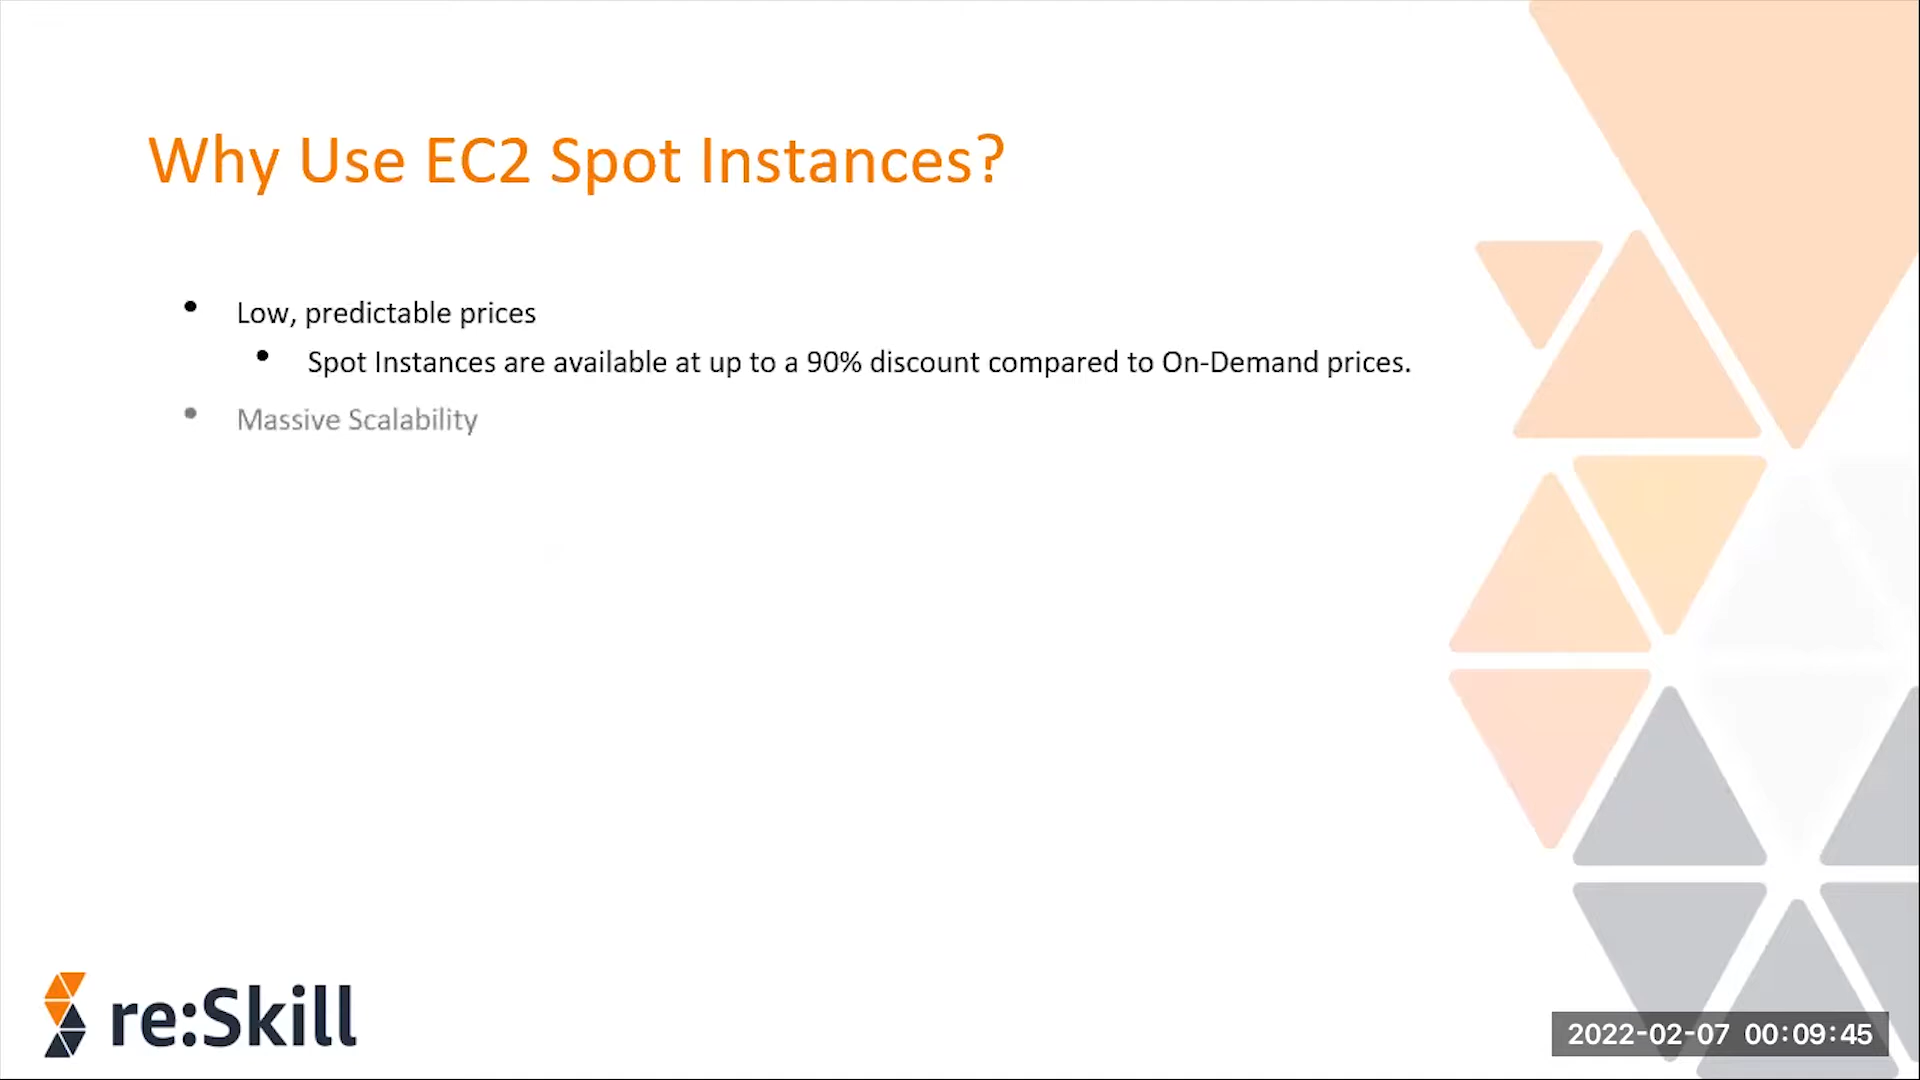 Why Use EC2 Spot Instances?
• Low, predictable prices
• Spot Instances are available at up to a 90% discount compared to On-Demand prices.
• Massive Scalability
re:Skill
2022-02-07 00:09:45